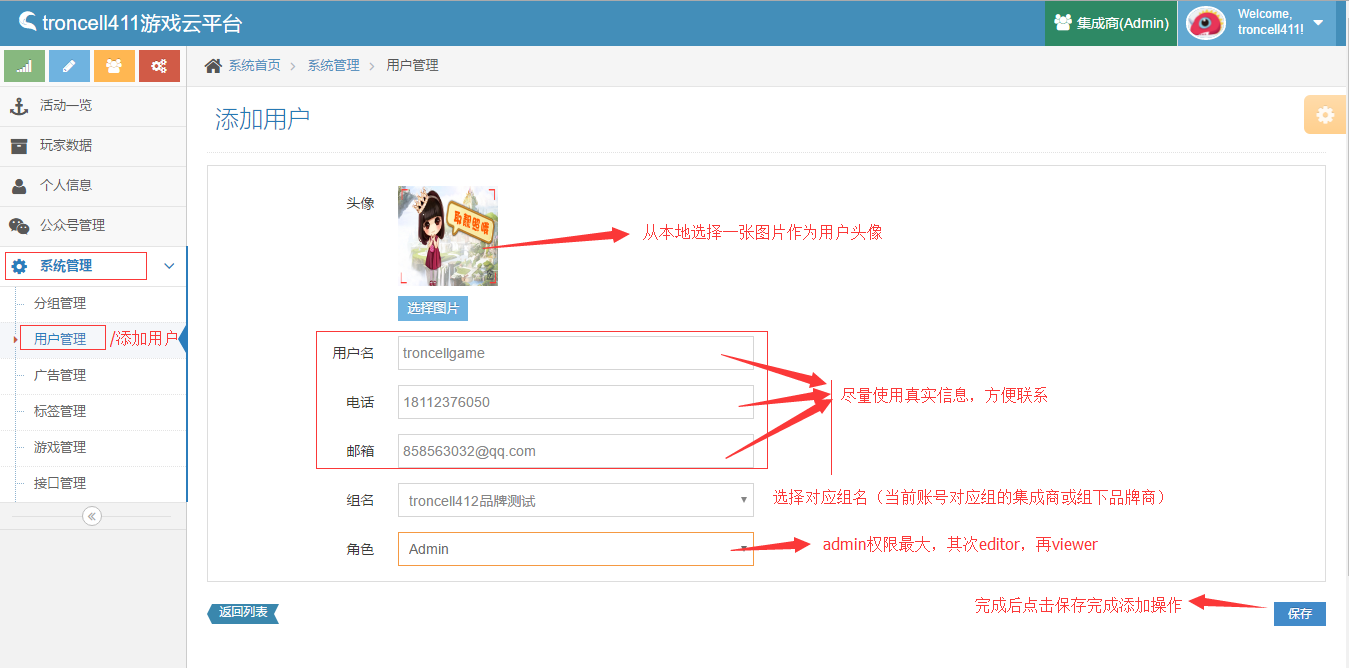 troncell411游戏云平台
集成商(Admin)
Welcome,
troncell411!
系统首页 系统管理 用户管理
活动一览
玩家数据
个人信息
公众号管理
系统管理
分组管理
用户管理 /添加用户
广告管理
标签管理
游戏管理
接口管理
添加用户
头像
从本地选择一张图片作为用户头像
选择图片
用户名 troncellgame
电话 18112376050
邮箱 858563032@qq.com
尽量使用真实信息，方便联系
组名 troncell412品牌测试
选择对应组名（当前账号对应组的集成商或组下品牌商）
角色 Admin
admin权限最大，其次editor，再viewer
返回列表
完成后点击保存完成添加操作
保存